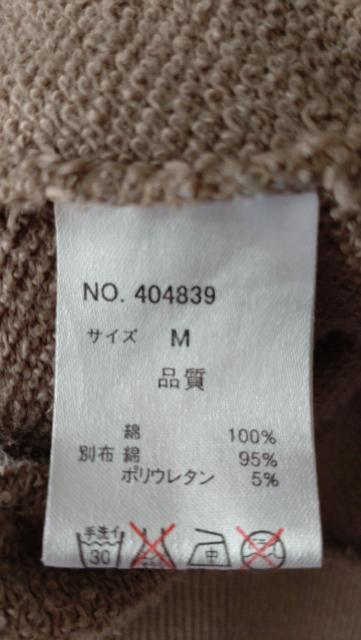 NO. 404839
サイズ M
品質
綿 100%
別布 綿 95%
ポリウレタン 5%
手洗イ
30
中